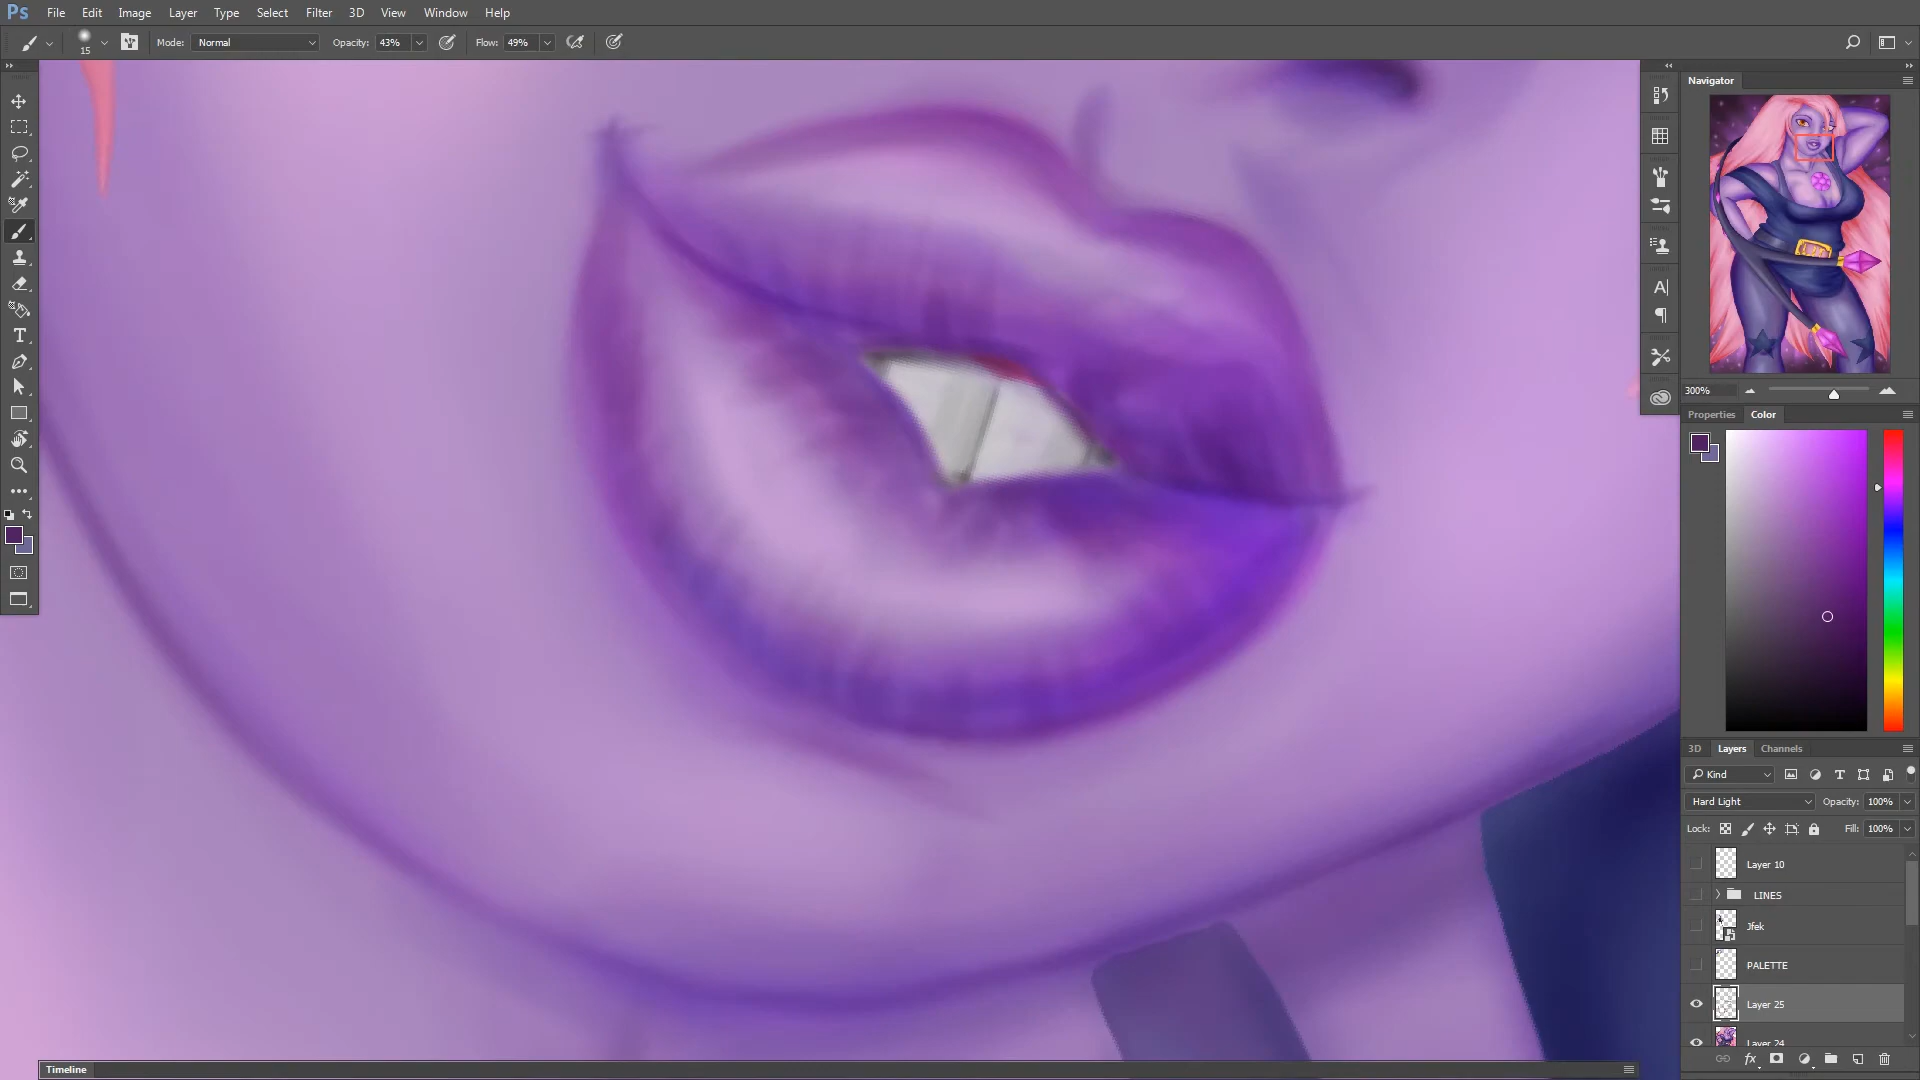 Ps File Edit Image Layer Type Select Filter 3D View Window Help
15 Mode: Normal Opacity: 43% Flow: 49%
Navigator
300%
Properties Color
3D Layers Channels
Kind
Hard Light Opacity: 100%
Lock: Fill: 100%
Layer 10
LINES
Jfek
PALETTE
Layer 25
Layer 24
Timeline